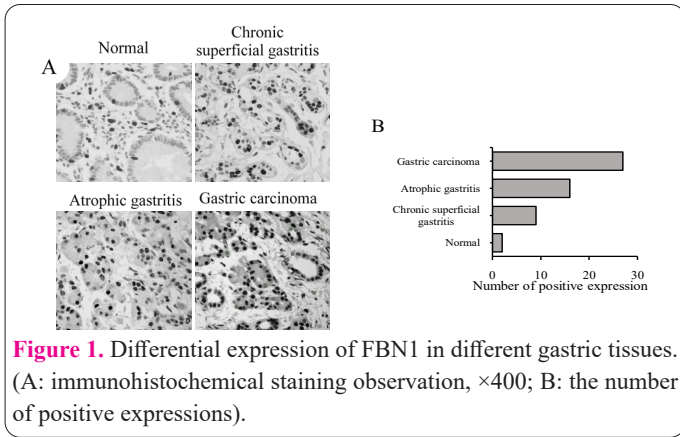 A
Normal
Chronic
superficial gastritis
Atrophic gastritis
Gastric carcinoma
B
Gastric carcinoma
Atrophic gastritis
Chronic superficial
gastritis
Normal
0 10 20 30
Number of positive expression
Figure 1. Differential expression of FBN1 in different gastric tissues.
(A: immunohistochemical staining observation, ×400; B: the number
of positive expressions).